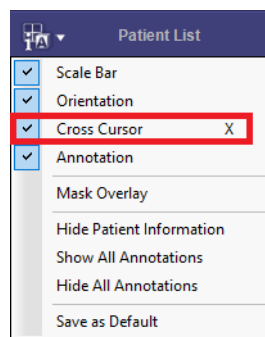 Patient List
Scale Bar
Orientation
Cross Cursor X
Annotation
Mask Overlay
Hide Patient Information
Show All Annotations
Hide All Annotations
Save as Default